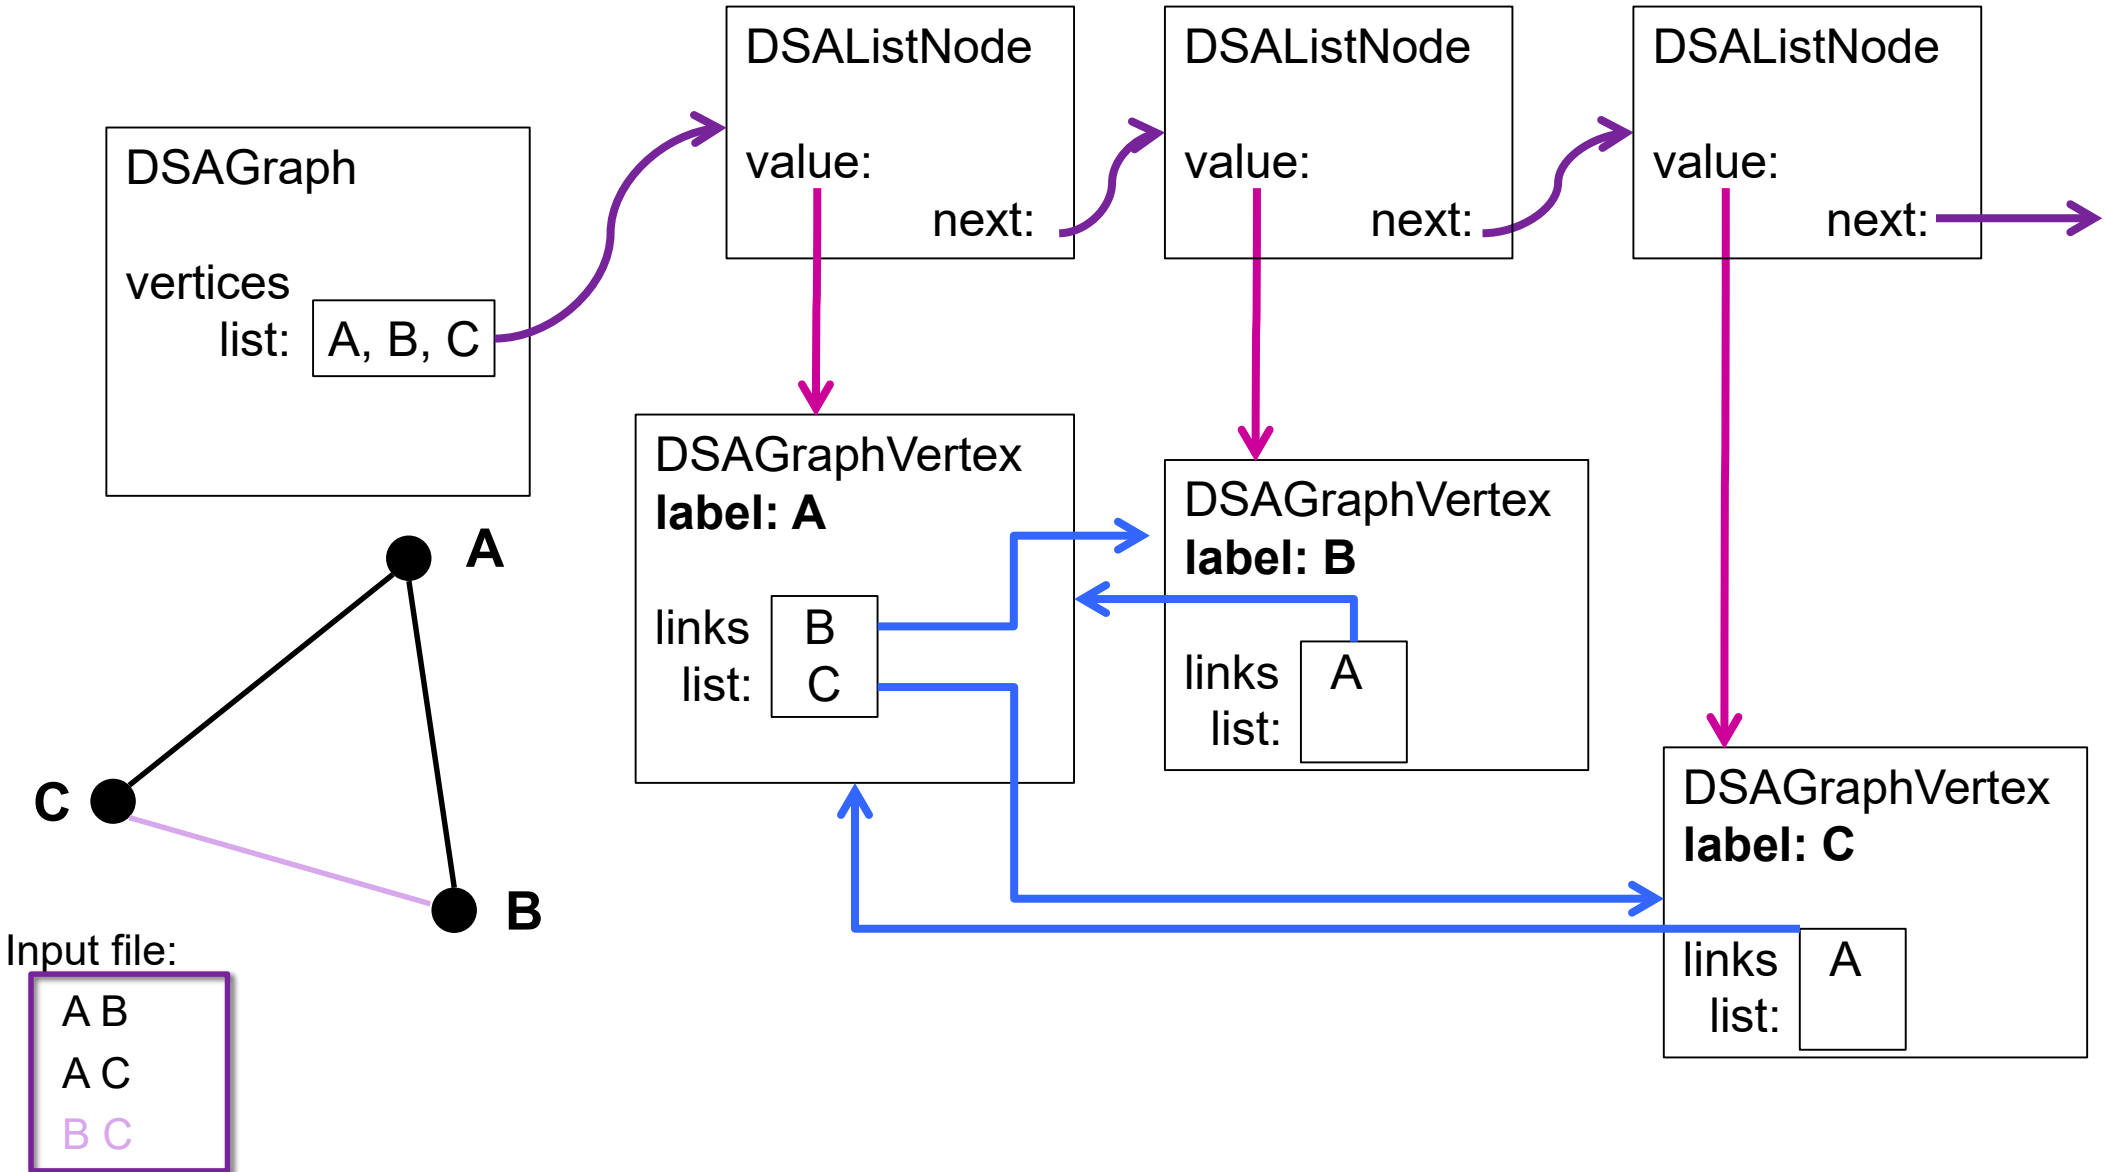 DSAGraph
vertices
list: A, B, C
DSAListNode
value:
next:
DSAListNode
value:
next:
DSAListNode
value:
next:
DSAGraphVertex
label: A
links B
list: C
DSAGraphVertex
label: B
links A
list:
DSAGraphVertex
label: C
links A
list:
A
C
B
Input file:
A B
A C
B C